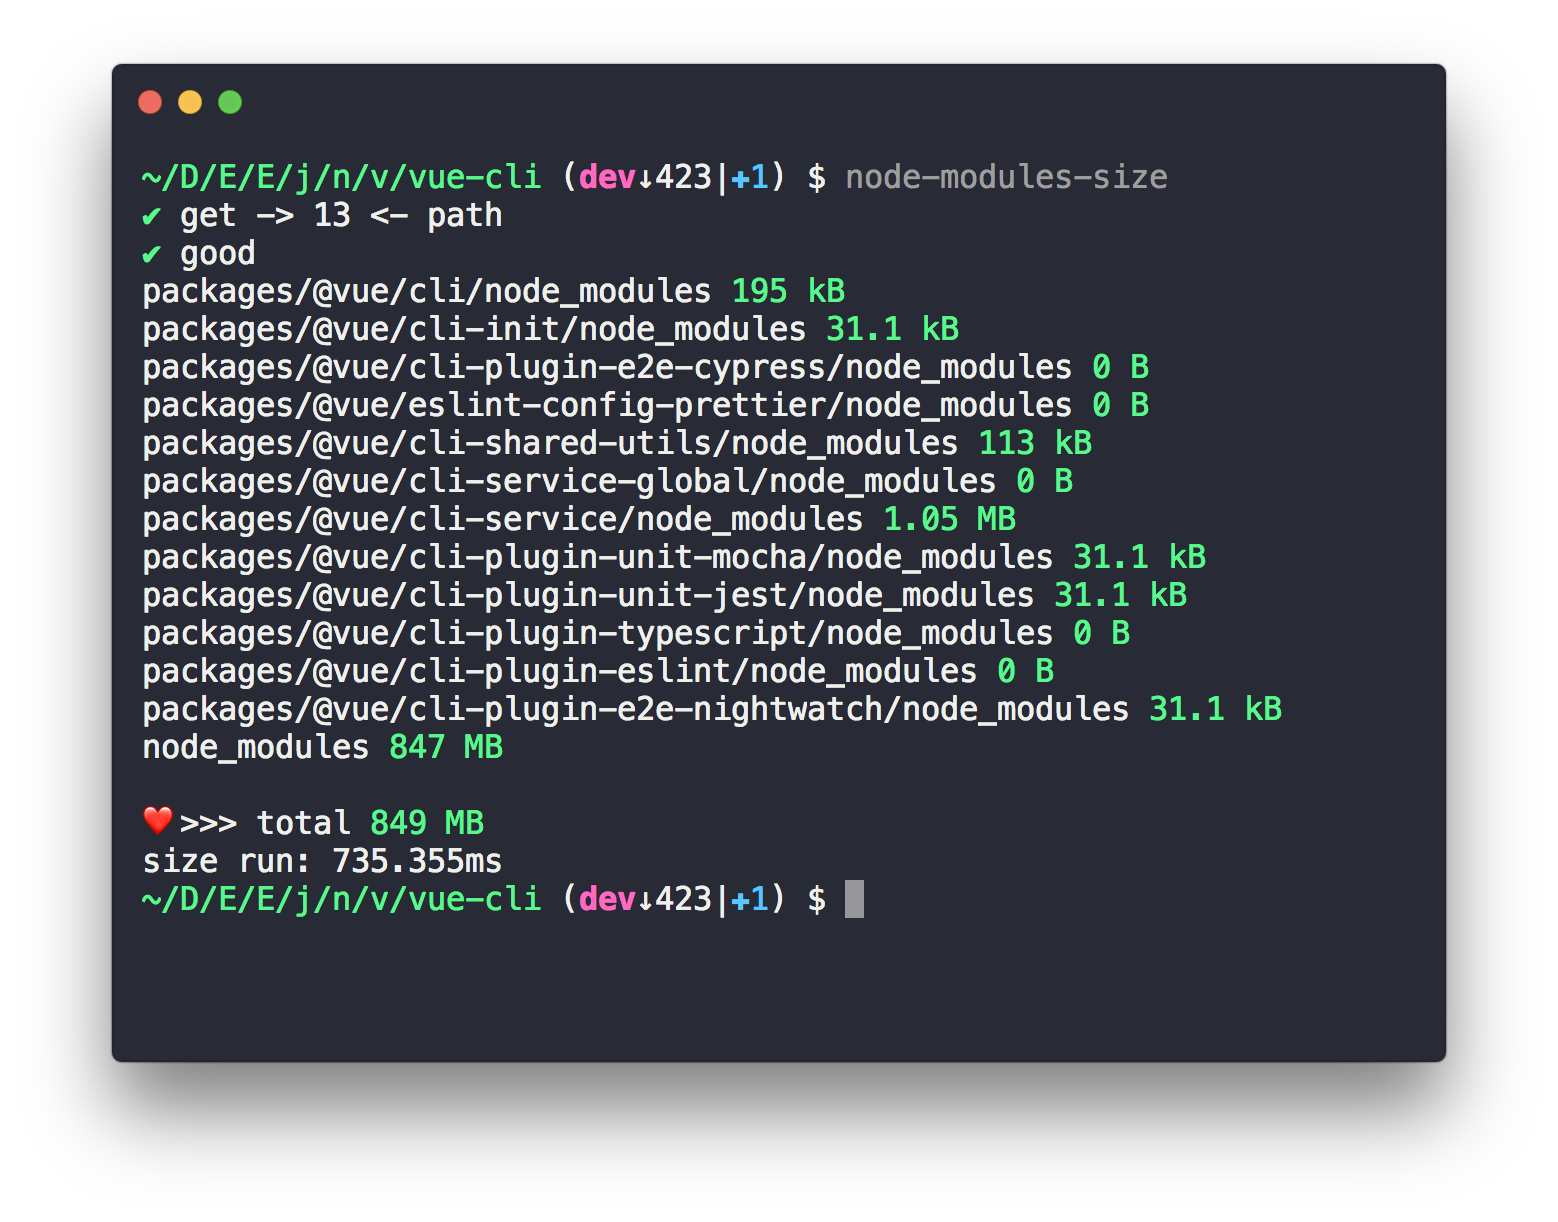 ~/D/E/E/j/n/v/vue-cli (dev↓423|✚1) $ node-modules-size
✔ get -> 13 <- path
✔ good
packages/@vue/cli/node_modules 195 kB
packages/@vue/cli-init/node_modules 31.1 kB
packages/@vue/cli-plugin-e2e-cypress/node_modules 0 B
packages/@vue/eslint-config-prettier/node_modules 0 B
packages/@vue/cli-shared-utils/node_modules 113 kB
packages/@vue/cli-service-global/node_modules 0 B
packages/@vue/cli-service/node_modules 1.05 MB
packages/@vue/cli-plugin-unit-mocha/node_modules 31.1 kB
packages/@vue/cli-plugin-unit-jest/node_modules 31.1 kB
packages/@vue/cli-plugin-typescript/node_modules 0 B
packages/@vue/cli-plugin-eslint/node_modules 0 B
packages/@vue/cli-plugin-e2e-nightwatch/node_modules 31.1 kB
node_modules 847 MB
❤️>>> total 849 MB
size run: 735.355ms
~/D/E/E/j/n/v/vue-cli (dev↓423|✚1) $